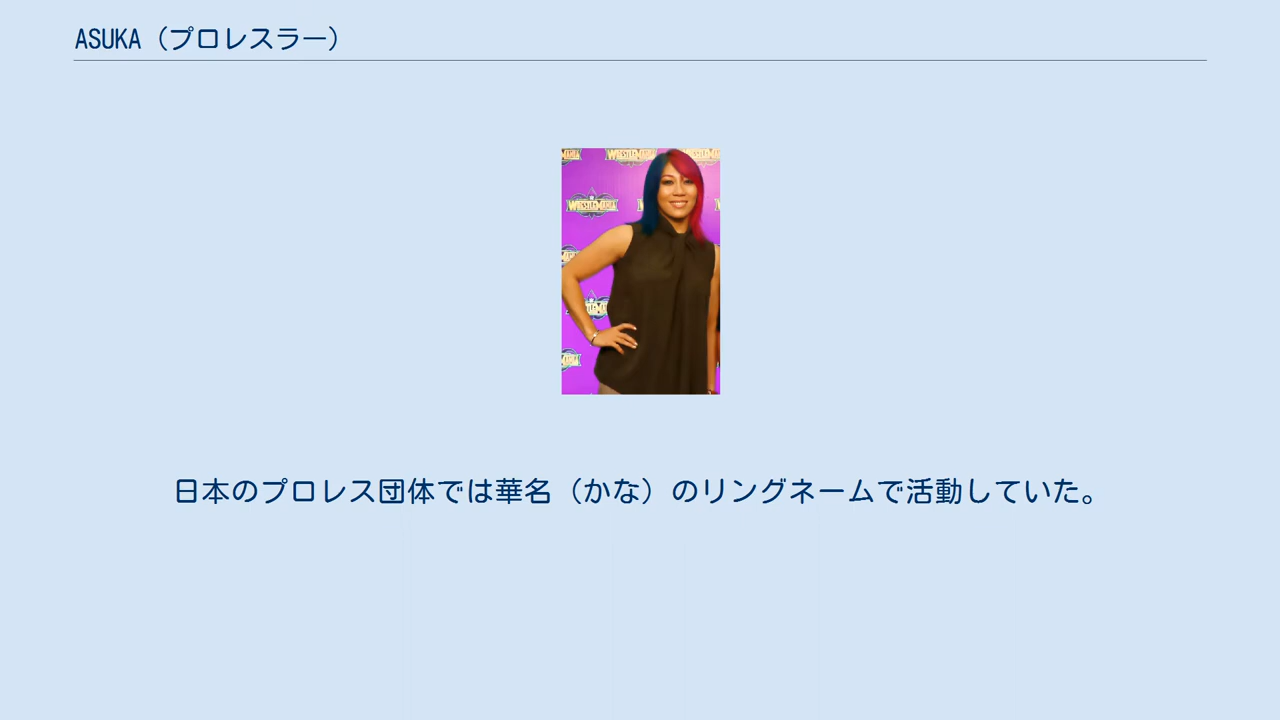 ASUKA（プロレスラー）
WRESTLEMANIA
日本のプロレス団体では華名（かな）のリングネームで活動していた。